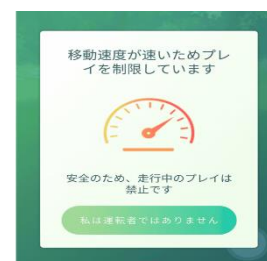 移動速度が速いためプレ
イを制限しています
安全のため、走行中のプレイは
禁止です
私は運転者ではありません